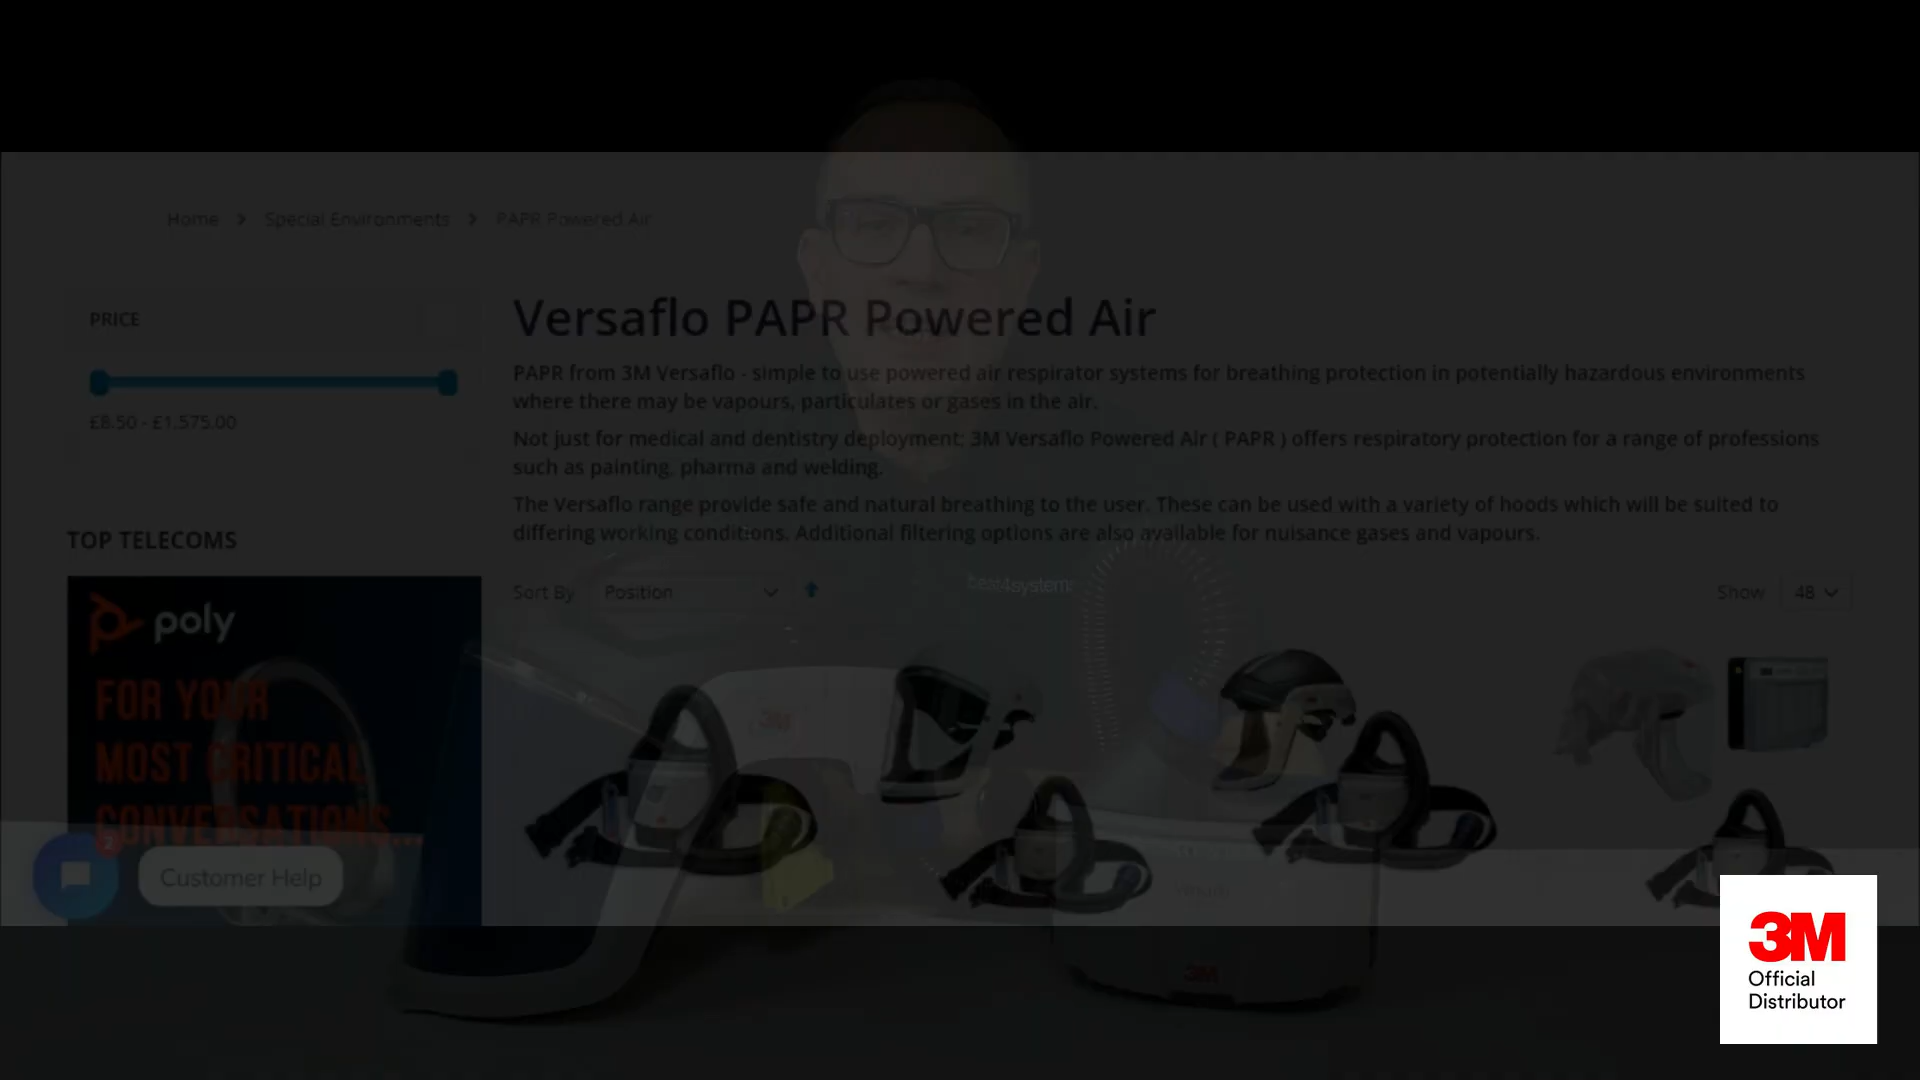 Home > Special Environments > PAPR Powered Air
PRICE
£8.50 - £1,575.00
Versaflo PAPR Powered Air
PAPR from 3M Versaflo - simple to use powered air respirator systems for breathing protection in potentially hazardous environments
where there may be vapours, particulates or gases in the air.
Not just for medical and dentistry deployment; 3M Versaflo Powered Air ( PAPR ) offers respiratory protection for a range of professions
such as painting, pharma and welding.
The Versaflo range provide safe and natural breathing to the user. These can be used with a variety of hoods which will be suited to
differing working conditions. Additional filtering options are also available for nuisance gases and vapours.
TOP TELECOMS
Sort By Position
Show 48
best4systems
poly
FOR YOUR
MOST CRITICAL
CONVERSATIONS...
3M
3M
2
Customer Help
3M
3M
Official
Distributor